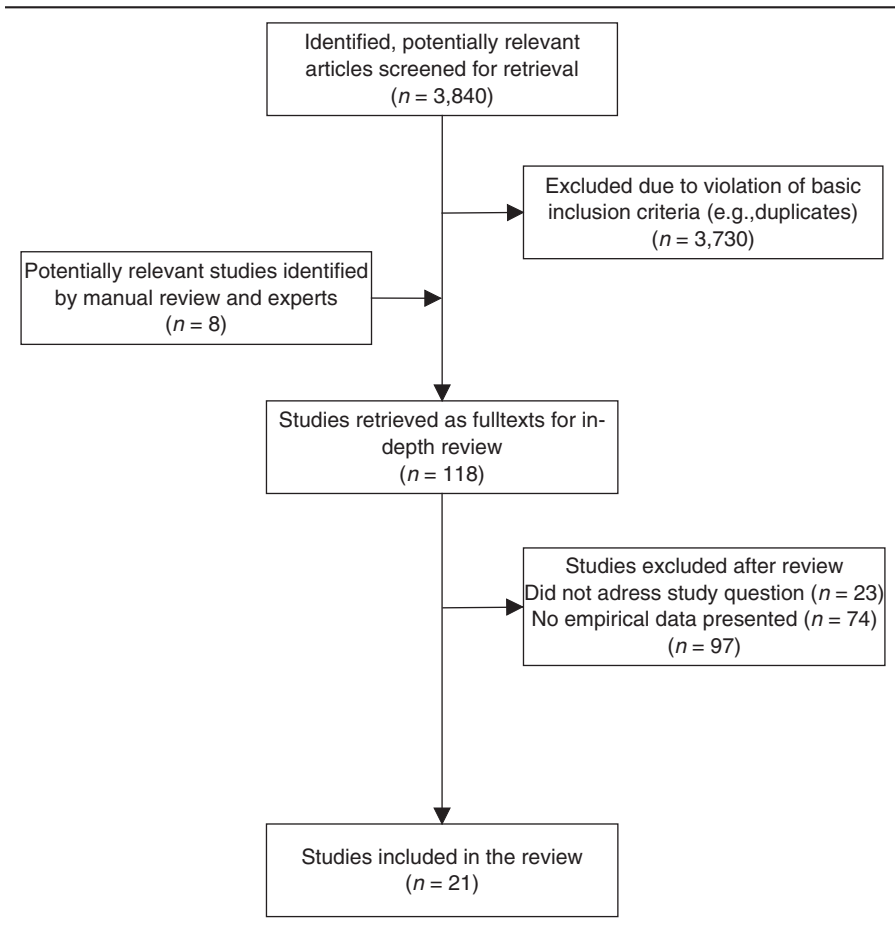 Identified, potentially relevant
articles screened for retrieval
(n = 3,840)
Excluded due to violation of basic
inclusion criteria (e.g.,duplicates)
(n = 3,730)
Potentially relevant studies identified
by manual review and experts
(n = 8)
Studies retrieved as fulltexts for in-
depth review
(n = 118)
Studies excluded after review
Did not adress study question (n = 23)
No empirical data presented (n = 74)
(n = 97)
Studies included in the review
(n = 21)